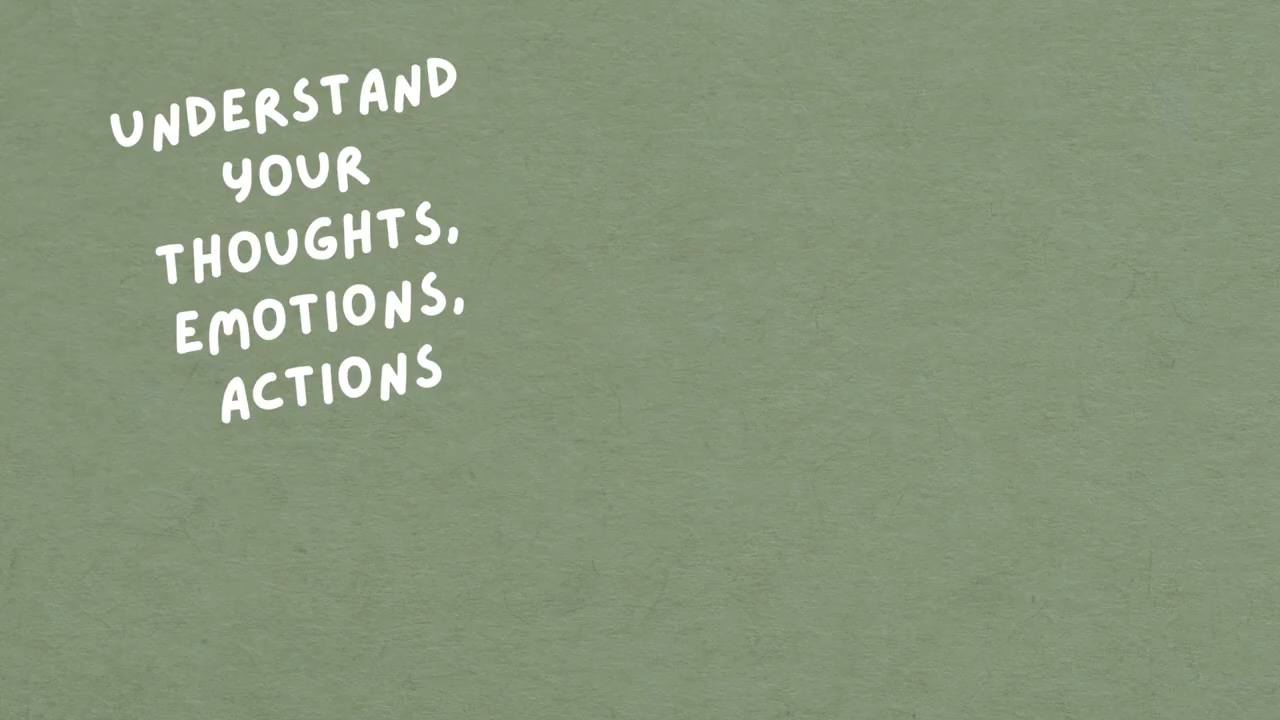 UNDERSTAND
YOUR
THOUGHTS,
EMOTIONS,
ACTIONS